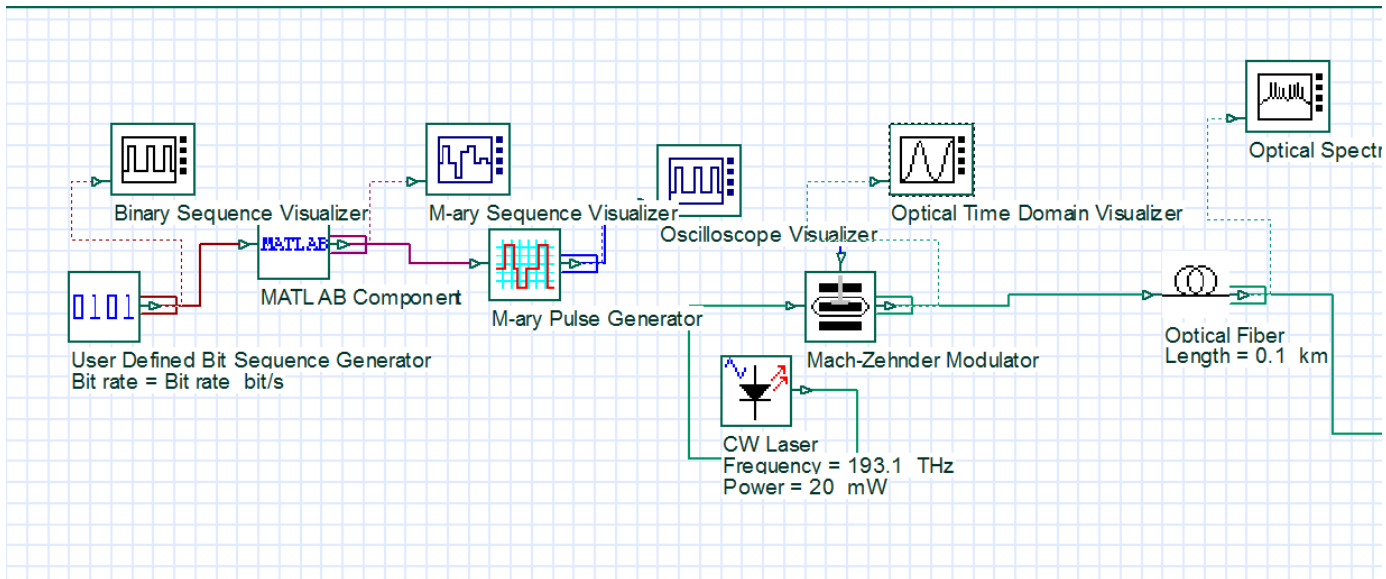 Optical Spectr
Binary Sequence Visualizer
M-ary Sequence Visualizer
Optical Time Domain Visualizer
Oscilloscope Visualizer
MATLAB
MATLAB Component
0101
M-ary Pulse Generator
User Defined Bit Sequence Generator
Bit rate = Bit rate bit/s
Mach-Zehnder Modulator
Optical Fiber
Length = 0.1 km
CW Laser
Frequency = 193.1 THz
Power = 20 mW